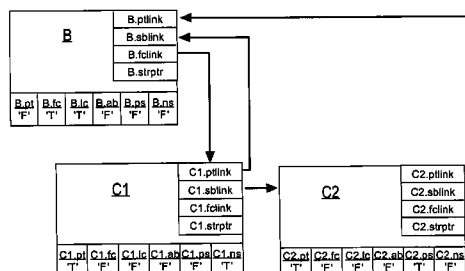 B
B.ptlink
B.sblink
B.fclink
B.strptr
B.pt B.fc B.lc B.ab B.ps B.ns
'F' 'T' 'T' 'F' 'F' 'F'
C1
C1.ptlink
C1.sblink
C1.fclink
C1.strptr
C1.pt C1.fc C1.lc C1.ab C1.ps C1.ns
'T' 'F' 'F' 'F' 'F' 'T'
C2
C2.ptlink
C2.sblink
C2.fclink
C2.strptr
C2.pt C2.fc C2.lc C2.ab C2.ps C2.ns
'T' 'F' 'F' 'F' 'T'